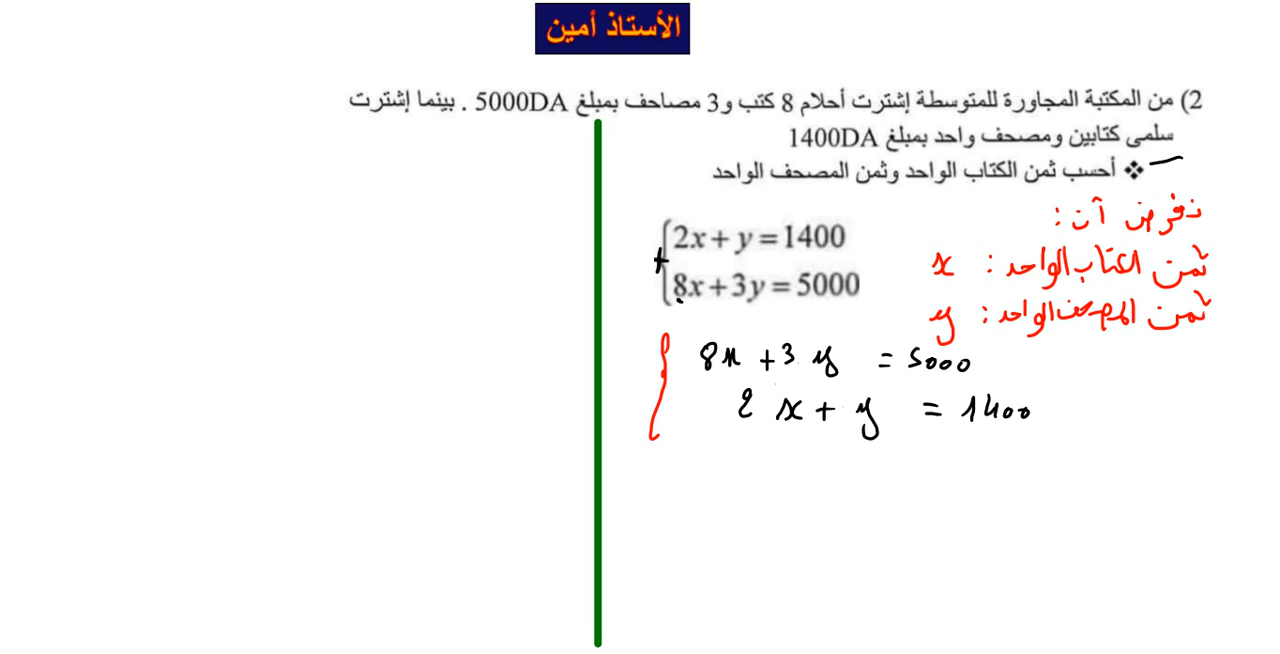 الأستاذ أمين
2) من المكتبة المجاورة للمتوسطة إشترت أحلام 8 كتب و3 مصاحف بمبلغ 5000DA . بينما إشترت
سلمى كتابين ومصحف واحد بمبلغ 1400DA
❖ أحسب ثمن الكتاب الواحد وثمن المصحف الواحد
نفرض أن :
2x + y = 1400
ثمن الكتاب الواحد : x
8x + 3y = 5000
ثمن المصحف الواحد : y
8x + 3y = 5000
2x + y = 1400